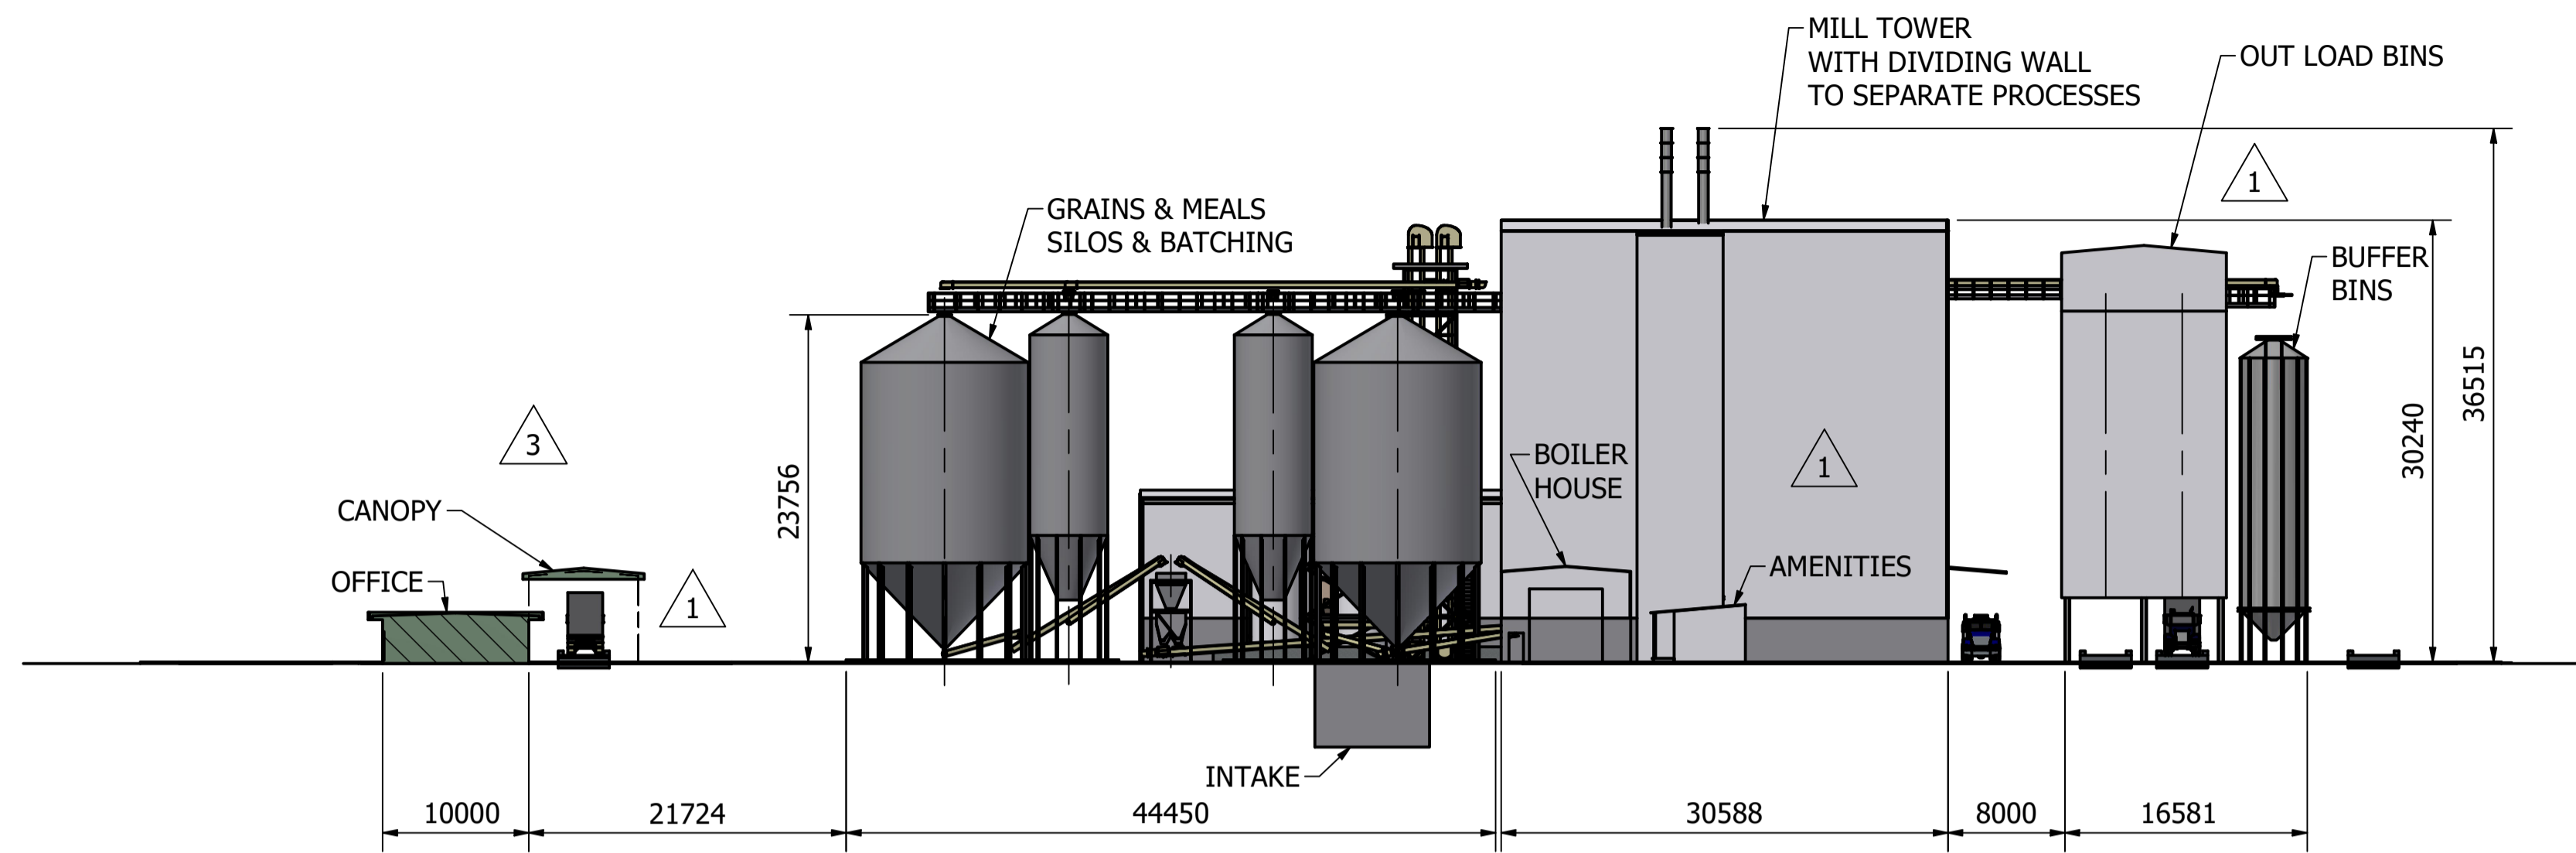 MILL TOWER
WITH DIVIDING WALL
TO SEPARATE PROCESSES
OUT LOAD BINS
1
GRAINS & MEALS
SILOS & BATCHING
BUFFER
BINS
36515
30240
3
23756
BOILER
HOUSE
1
CANOPY
OFFICE
1
AMENITIES
INTAKE
10000
21724
44450
30588
8000
16581